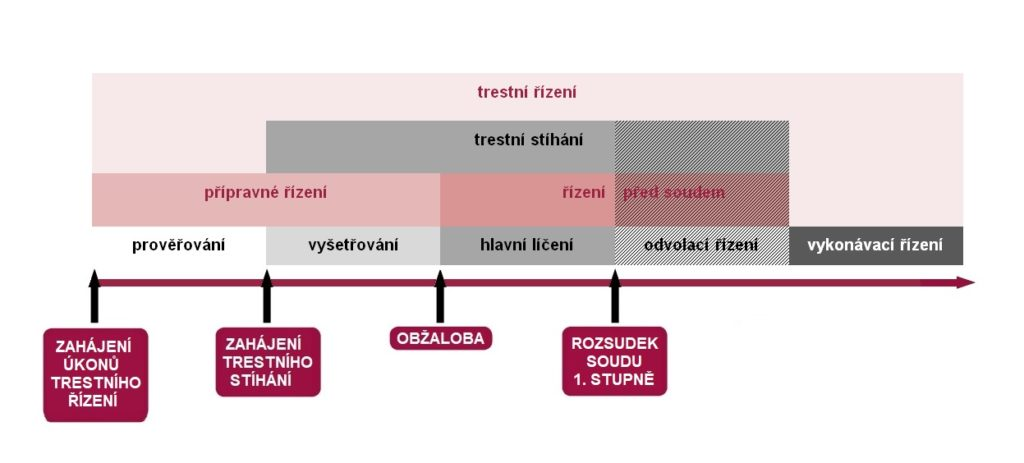 trestní řízení
trestní stíhání
přípravné řízení
řízení před soudem
prověřování
vyšetřování
hlavní líčení
odvolací řízení
vykonávací řízení
ZAHÁJENÍ
ÚKONŮ
TRESTNÍHO
ŘÍZENÍ
ZAHÁJENÍ
TRESTNÍHO
STÍHÁNÍ
OBŽALOBA
ROZSUDEK
SOUDU
1. STUPNĚ